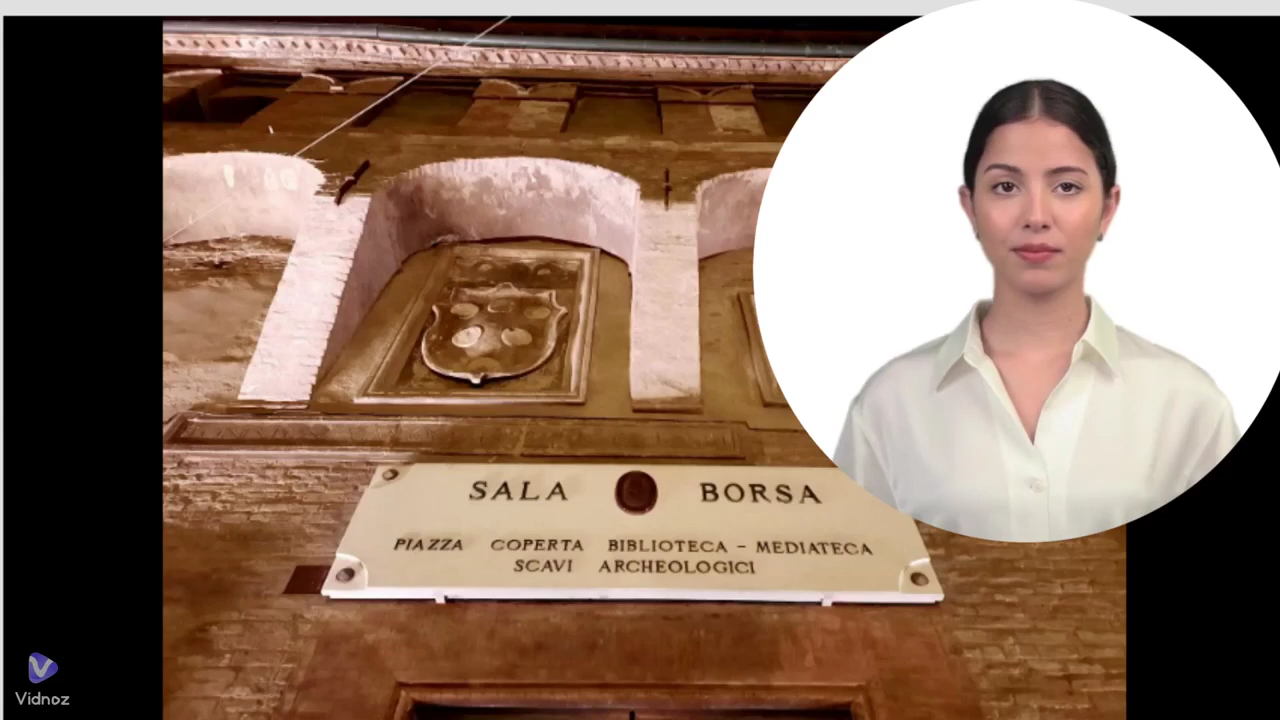 SALA BORSA
PIAZZA COPERTA BIBLIOTECA - MEDIATECA
SCAVI ARCHEOLOGICI
Vidnoz